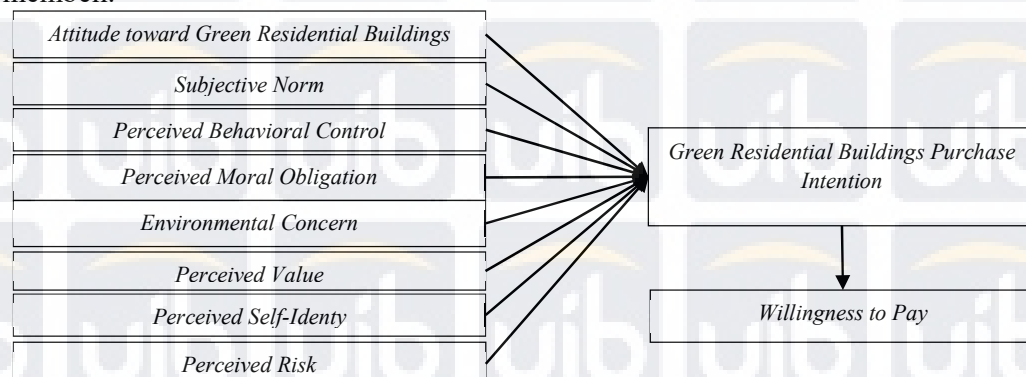 Attitude toward Green Residential Buildings
Subjective Norm
Perceived Behavioral Control
Perceived Moral Obligation
Environmental Concern
Perceived Value
Perceived Self-Identy
Perceived Risk
Green Residential Buildings Purchase
Intention
Willingness to Pay
uib